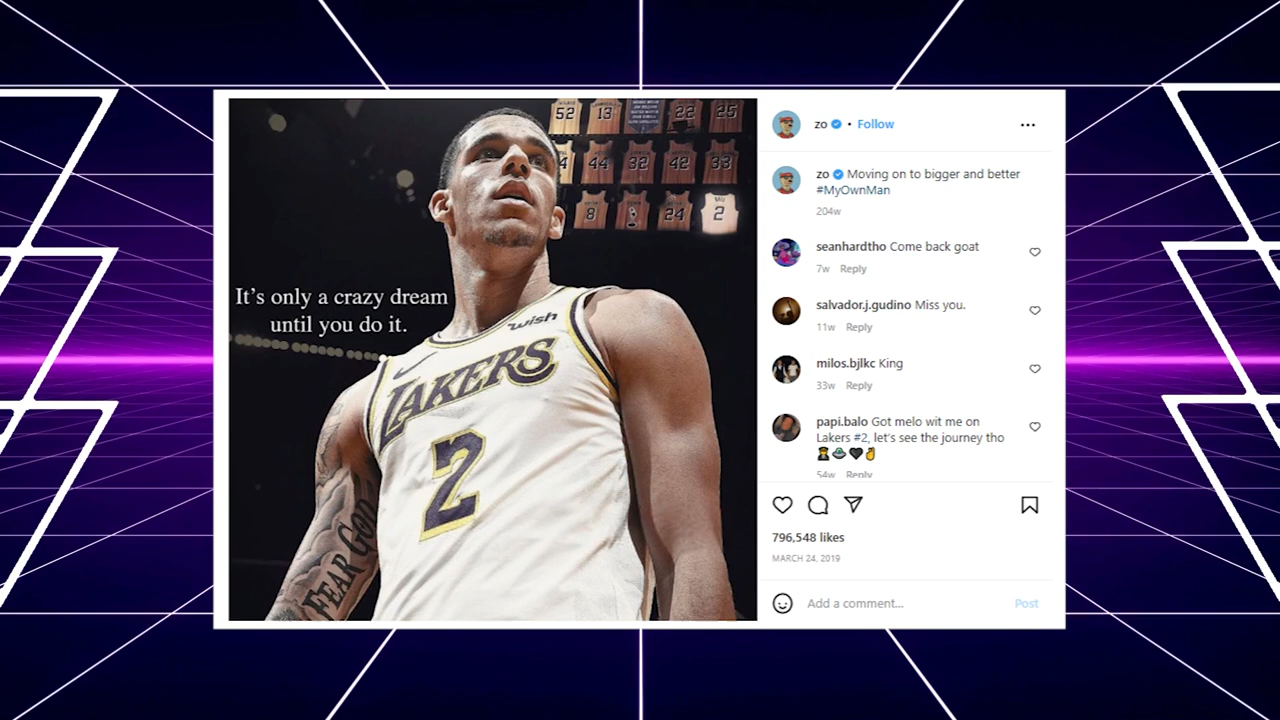 52 13 22 25
4 44 32 42 33
8 24 2
It's only a crazy dream
until you do it.
wish
LAKERS
2
FEAR GOD
zo • Follow
zo Moving on to bigger and better
#MyOwnMan
204w
seanhardtho Come back goat
7w Reply
salvador.j.gudino Miss you.
11w Reply
milos.bjlkc King
33w Reply
papi.balo Got melo wit me on
Lakers #2, let's see the journey tho
54w Reply
796,548 likes
MARCH 24, 2019
Add a comment... Post